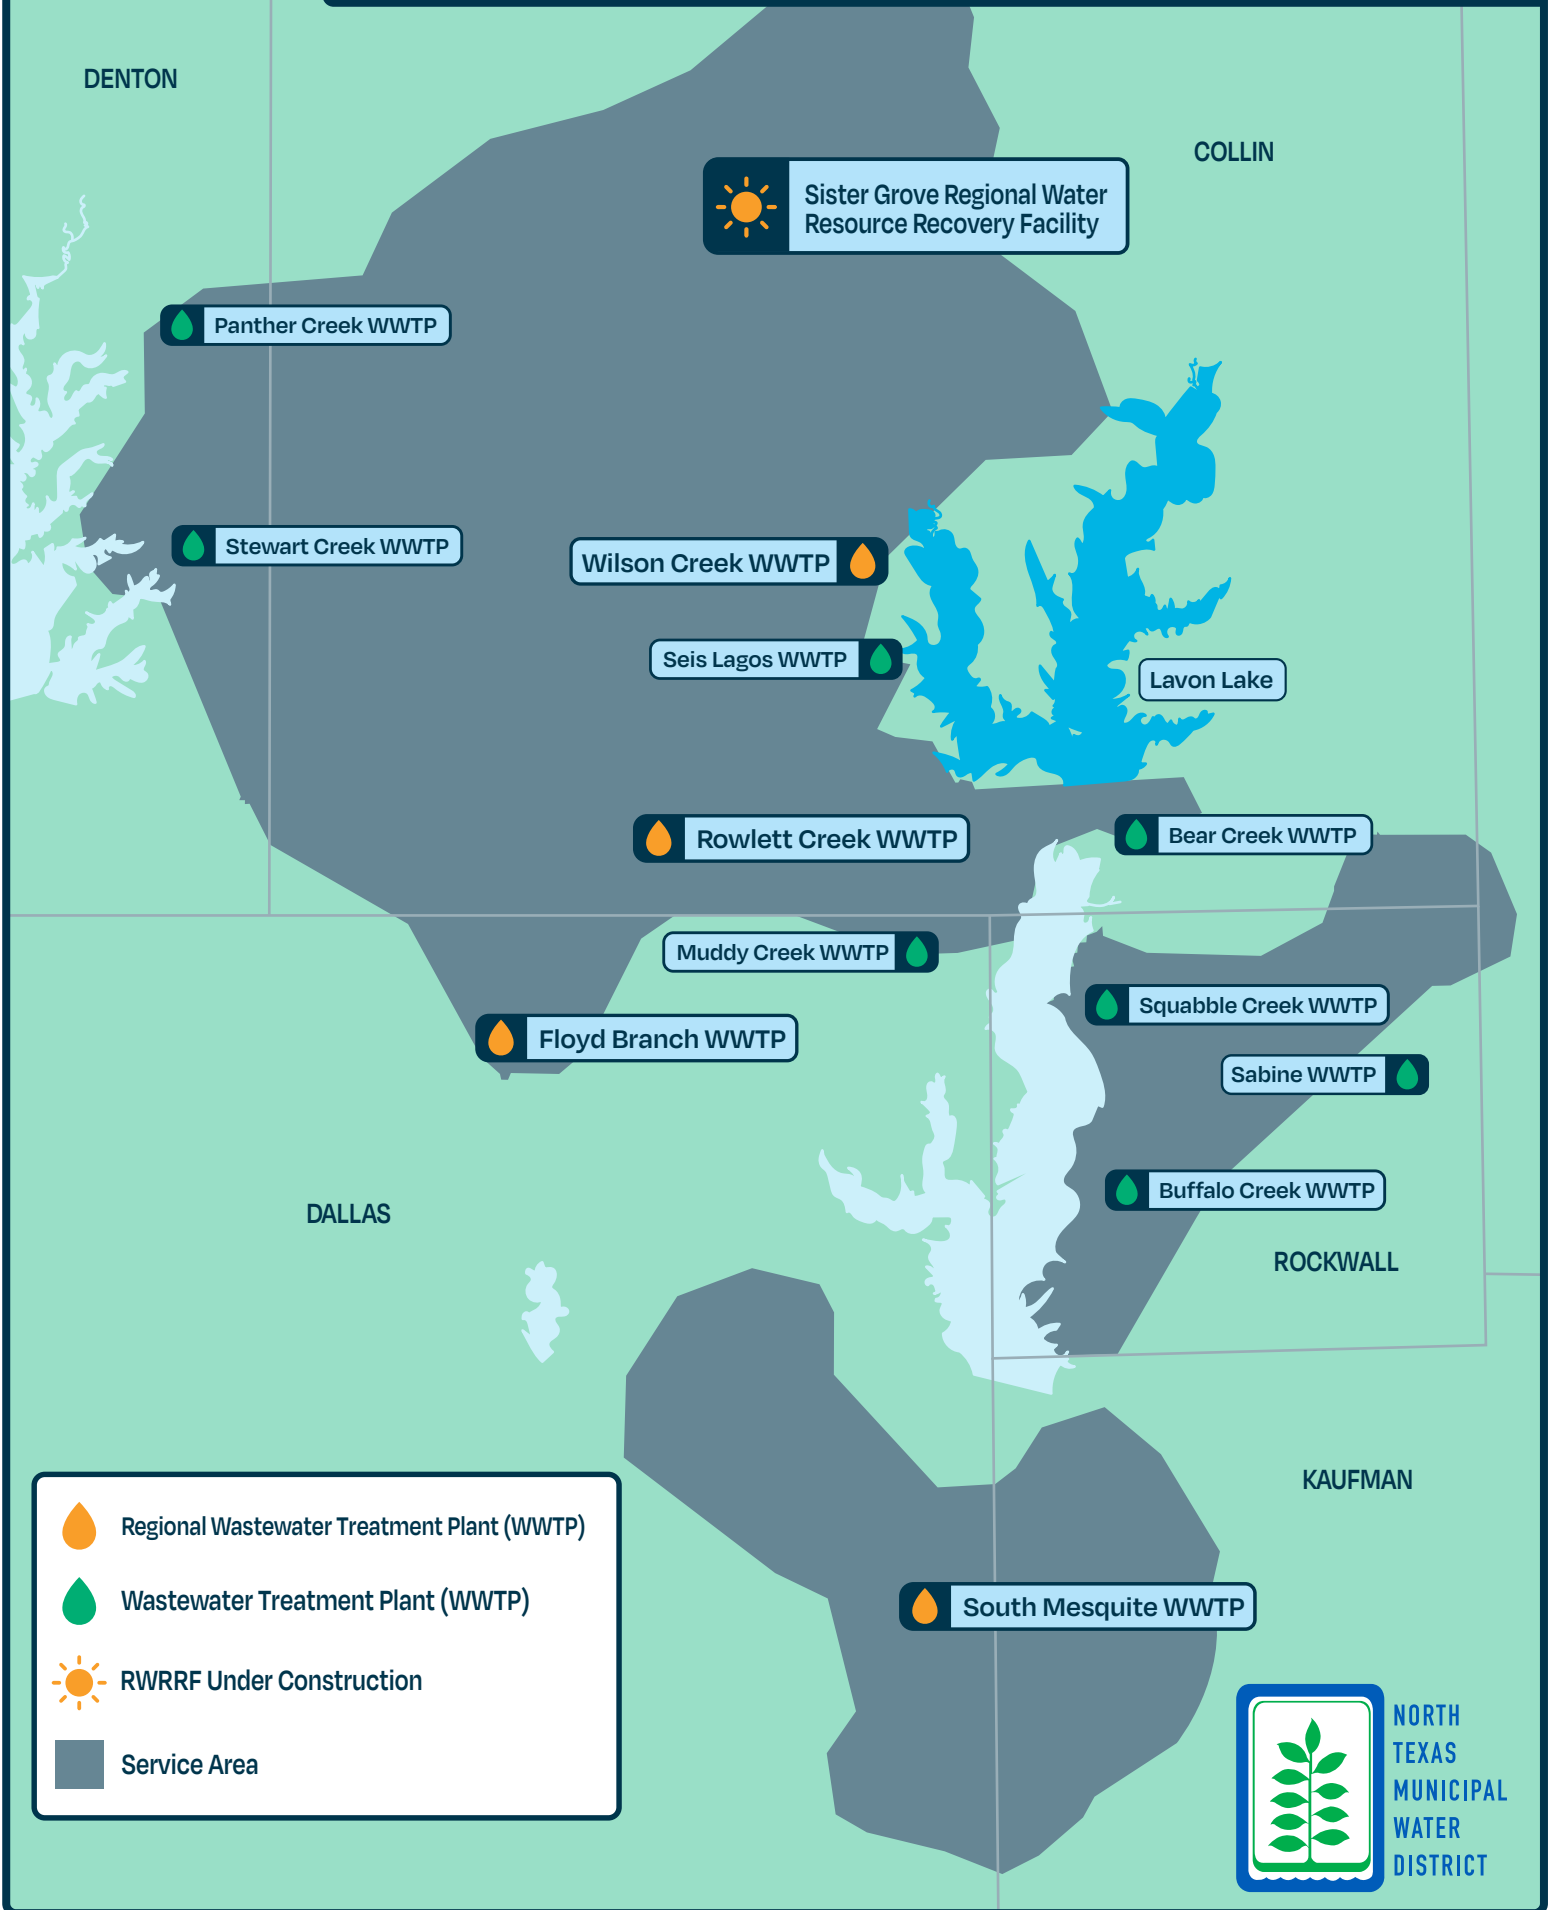 DENTON
COLLIN
Sister Grove Regional Water
Resource Recovery Facility
Panther Creek WWTP
Stewart Creek WWTP
Wilson Creek WWTP
Seis Lagos WWTP
Lavon Lake
Rowlett Creek WWTP
Bear Creek WWTP
Muddy Creek WWTP
Squabble Creek WWTP
Floyd Branch WWTP
Sabine WWTP
Buffalo Creek WWTP
DALLAS
ROCKWALL
KAUFMAN
Regional Wastewater Treatment Plant (WWTP)
Wastewater Treatment Plant (WWTP)
RWRRF Under Construction
Service Area
South Mesquite WWTP
NORTH
TEXAS
MUNICIPAL
WATER
DISTRICT